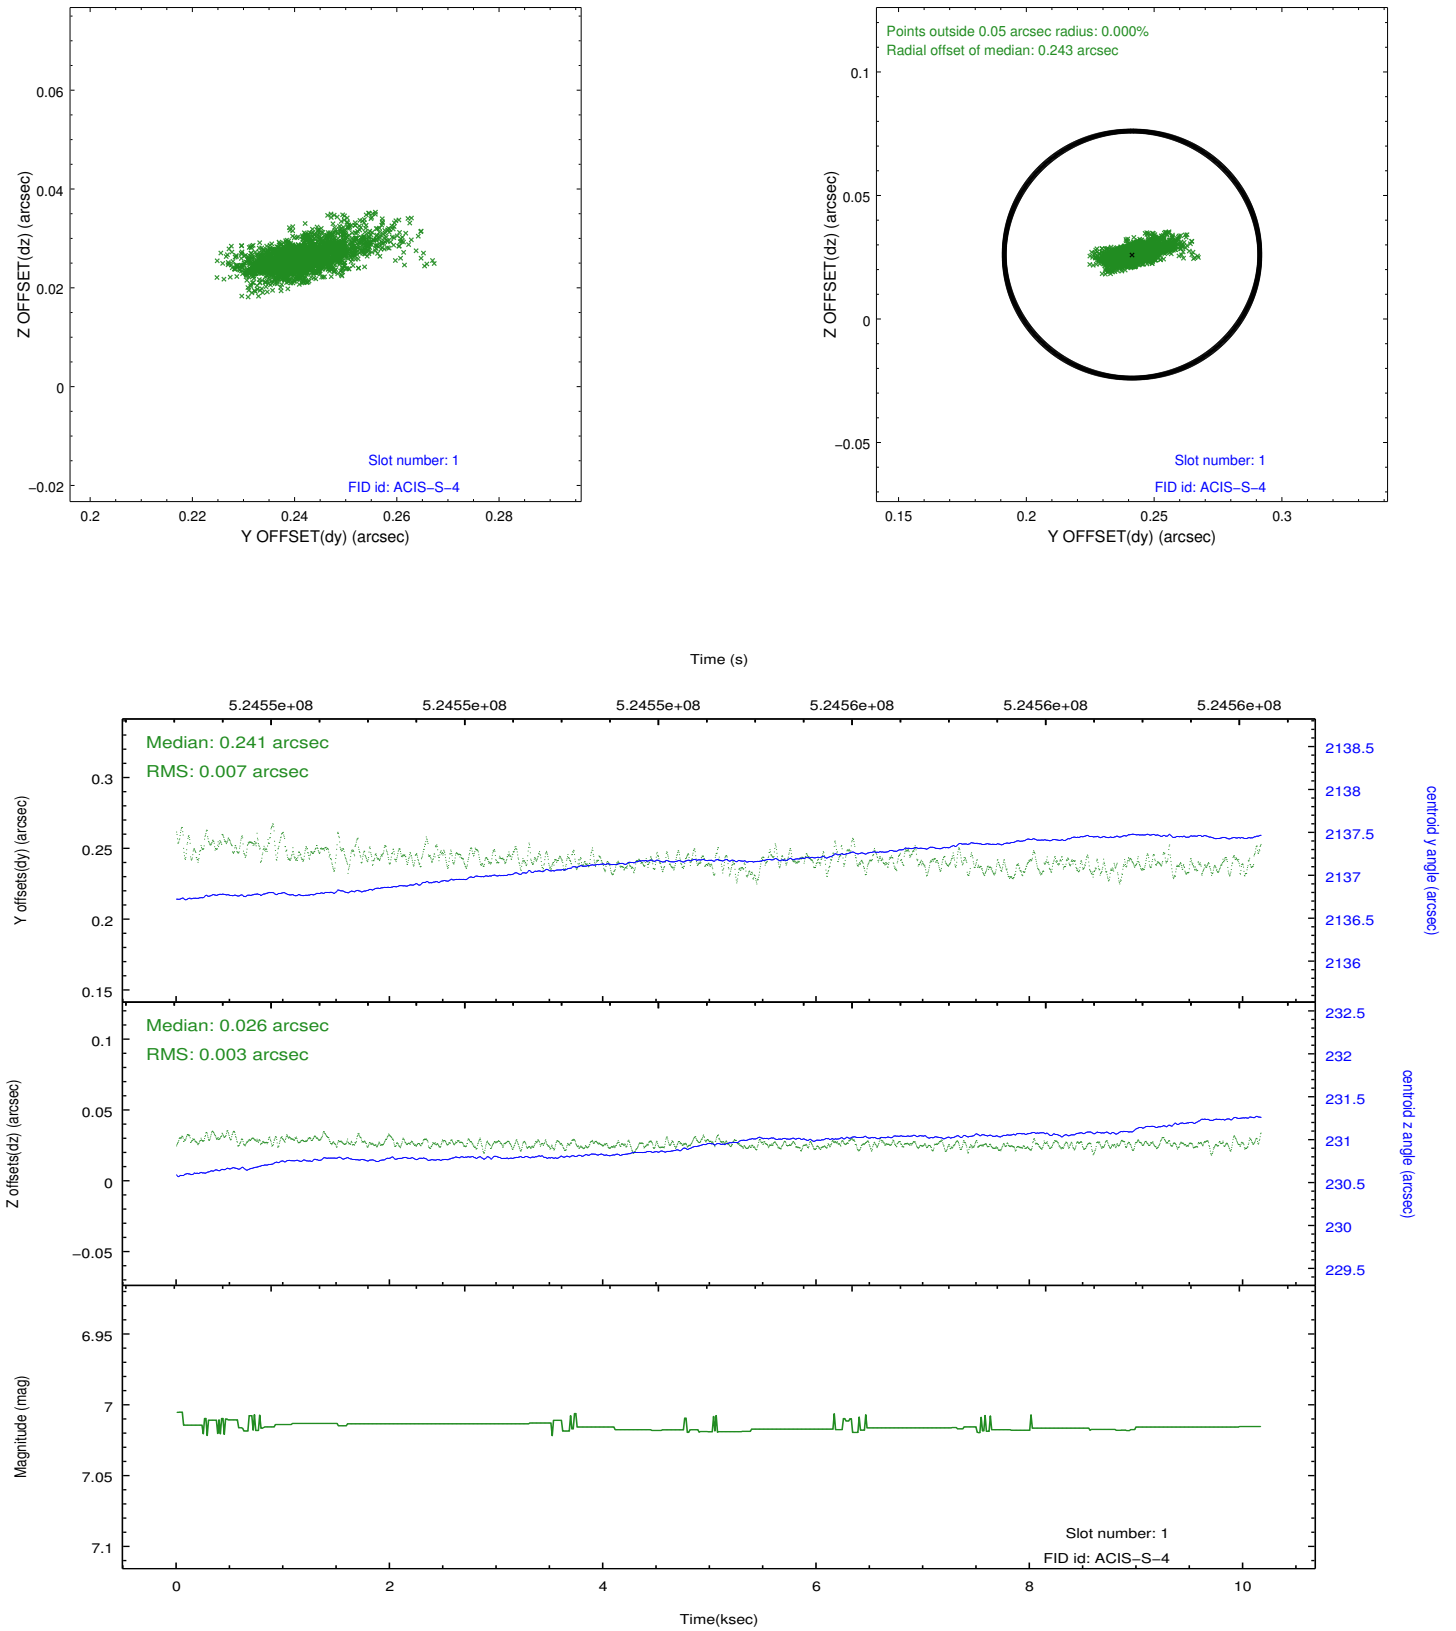 0.06
0.04
0.02
0
−0.02
Z OFFSET(dz) (arcsec)
Slot number: 1
FID id: ACIS−S−4
0.2 0.22 0.24 0.26 0.28
Y OFFSET(dy) (arcsec)
Points outside 0.05 arcsec radius: 0.000%
Radial offset of median: 0.243 arcsec
0.1
0.05
0
−0.05
Z OFFSET(dz) (arcsec)
Slot number: 1
FID id: ACIS−S−4
0.15 0.2 0.25 0.3
Y OFFSET(dy) (arcsec)
Time (s)
5.2455e+08 5.2455e+08 5.2455e+08 5.2456e+08 5.2456e+08 5.2456e+08
Median: 0.241 arcsec
RMS: 0.007 arcsec
0.3
0.25
0.2
0.15
Y offsets(dy) (arcsec)
2138.5
2138
2137.5
2137
2136.5
2136
centroid y angle (arcsec)
Median: 0.026 arcsec
RMS: 0.003 arcsec
0.1
0.05
0
−0.05
Z offsets(dz) (arcsec)
232.5
232
231.5
231
230.5
230
229.5
centroid z angle (arcsec)
6.95
7
7.05
7.1
Magnitude (mag)
Slot number: 1
FID id: ACIS−S−4
0 2 4 6 8 10
Time(ksec)